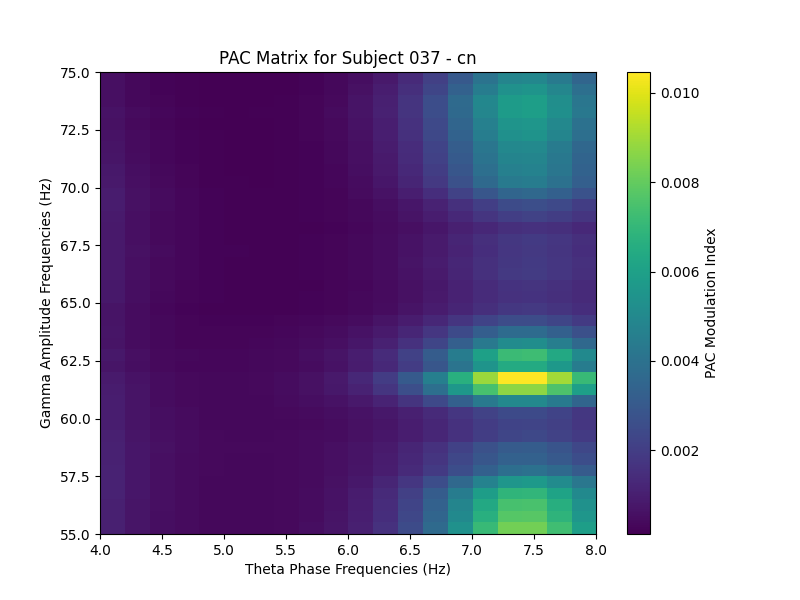 PAC Matrix for Subject 037 - cn
75.0
72.5
70.0
67.5
65.0
62.5
60.0
57.5
55.0
Gamma Amplitude Frequencies (Hz)
4.0 4.5 5.0 5.5 6.0 6.5 7.0 7.5 8.0
Theta Phase Frequencies (Hz)
0.010
0.008
0.006
0.004
0.002
PAC Modulation Index